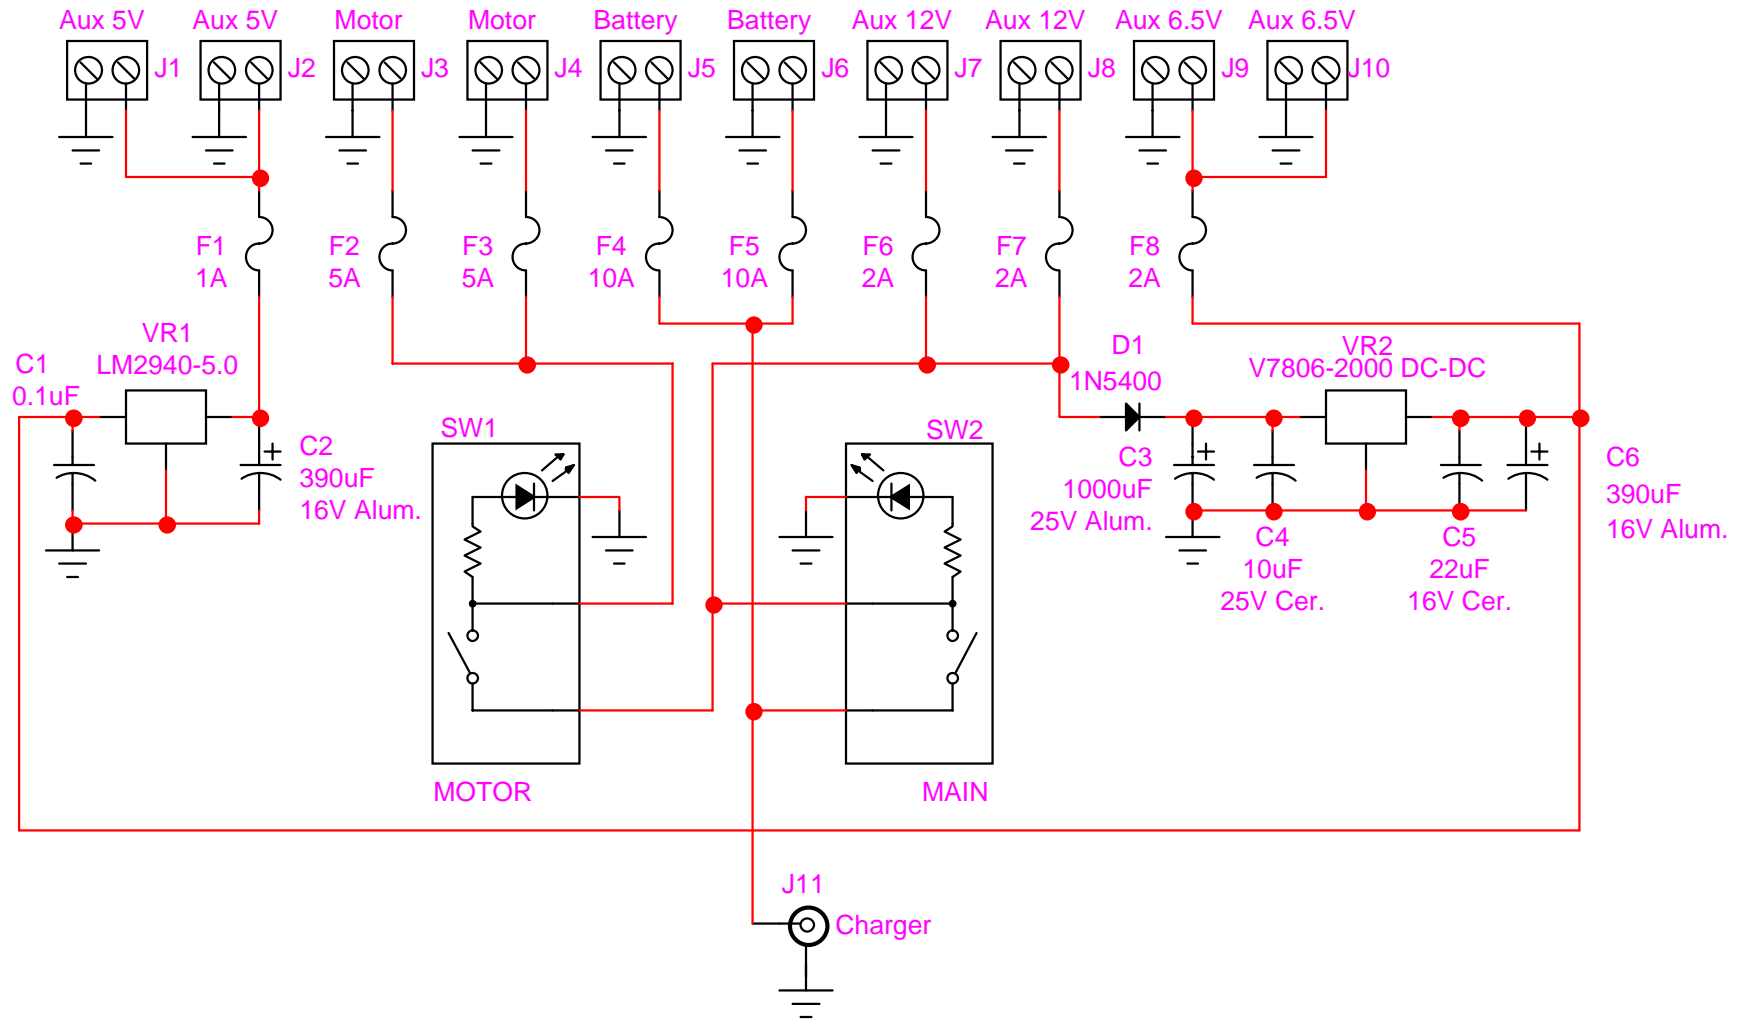 Aux 5V Aux 5V Motor Motor Battery Battery Aux 12V Aux 12V Aux 6.5V Aux 6.5V
J1 J2 J3 J4 J5 J6 J7 J8 J9 J10
F1 F2 F3 F4 F5 F6 F7 F8
1A 5A 5A 10A 10A 2A 2A 2A
VR1
LM2940-5.0
C1
0.1uF
D1
1N5400
VR2
V7806-2000 DC-DC
SW1
SW2
C2
390uF
16V Alum.
+
C3
1000uF
25V Alum.
+
+
C6
390uF
16V Alum.
C4
10uF
25V Cer.
C5
22uF
16V Cer.
MOTOR
MAIN
J11
Charger